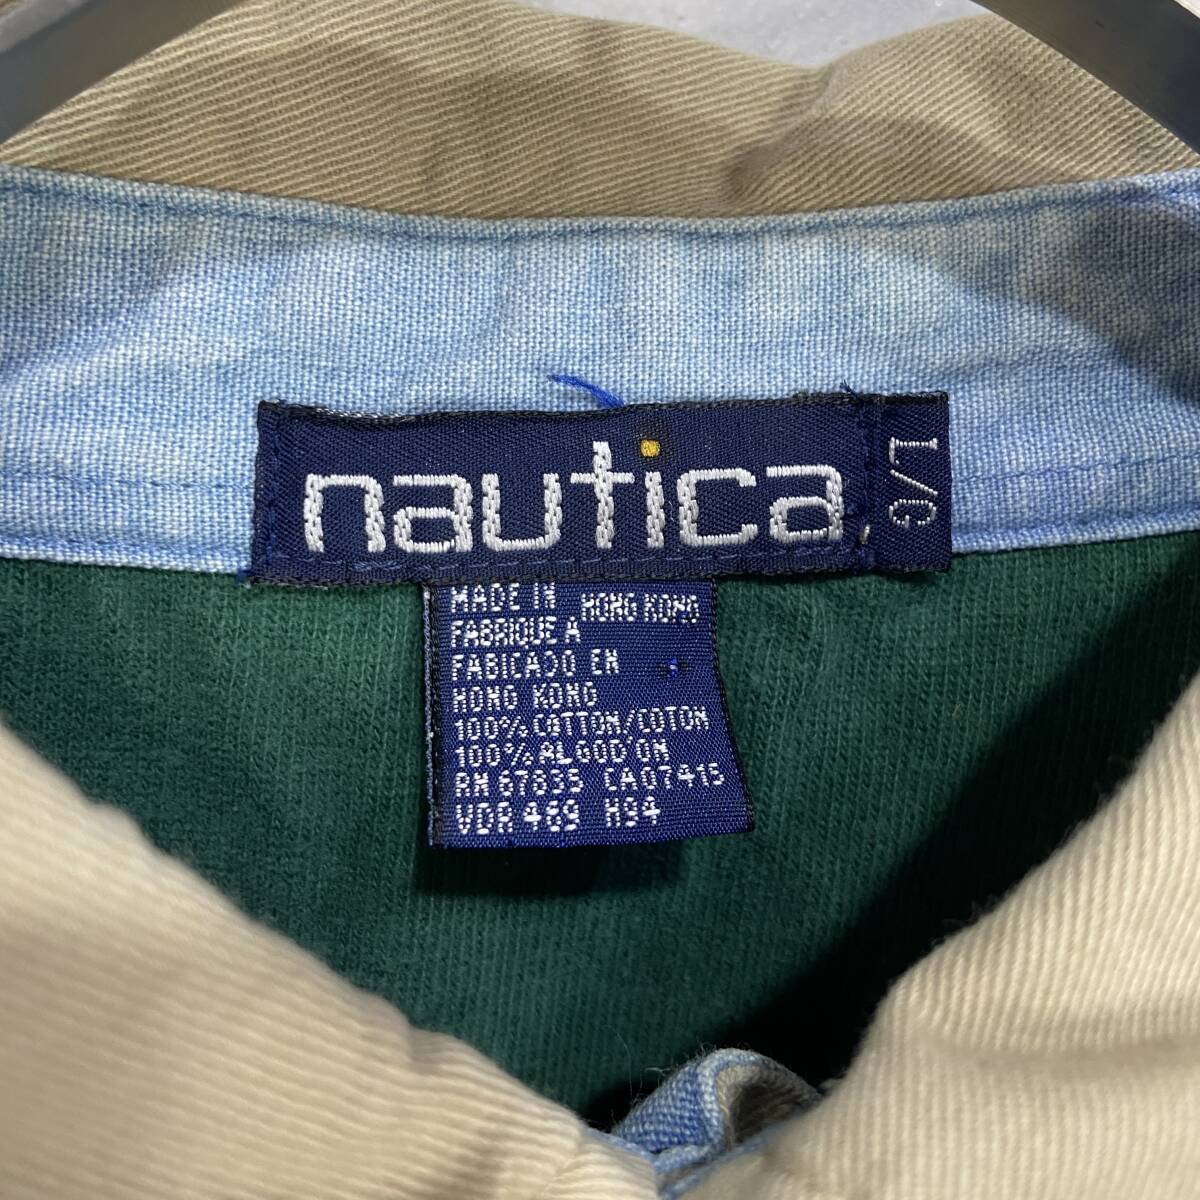 nautica
L/G
MADE IN HONG KONG
FABRIQUE A
FABICADO EN
HONG KONG
100% COTTON/COTON
100% ALGODON
RN 67835 CA07415
VDR 469 H94